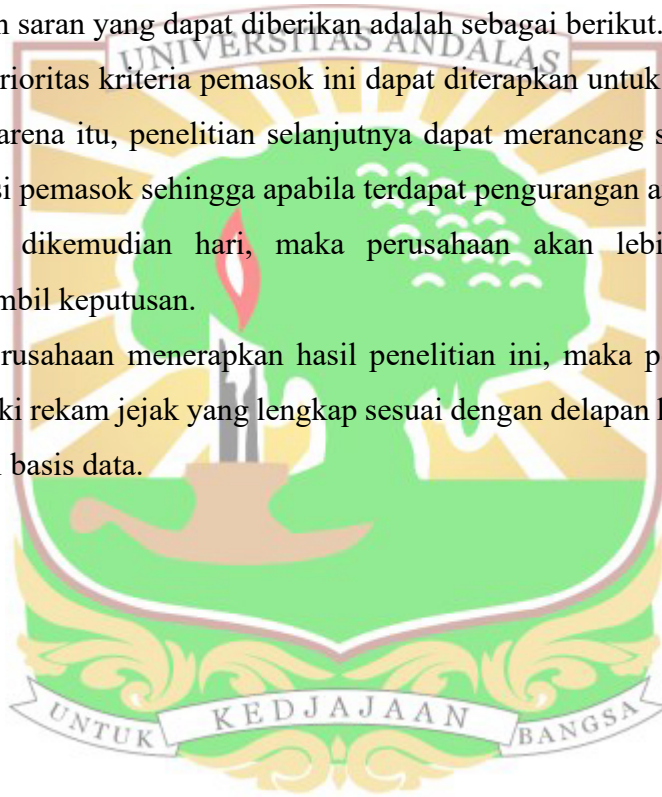 n saran yang dapat diberikan adalah sebagai berikut.
UNIVERSITAS ANDALAS
rioritas kriteria pemasok ini dapat diterapkan untuk
arena itu, penelitian selanjutnya dapat merancang s
si pemasok sehingga apabila terdapat pengurangan a
dikemudian hari, maka perusahaan akan lebi
mbil keputusan.
rusahaan menerapkan hasil penelitian ini, maka p
ki rekam jejak yang lengkap sesuai dengan delapan k
basis data.
UNTUK KEDJAJAAN BANGSA